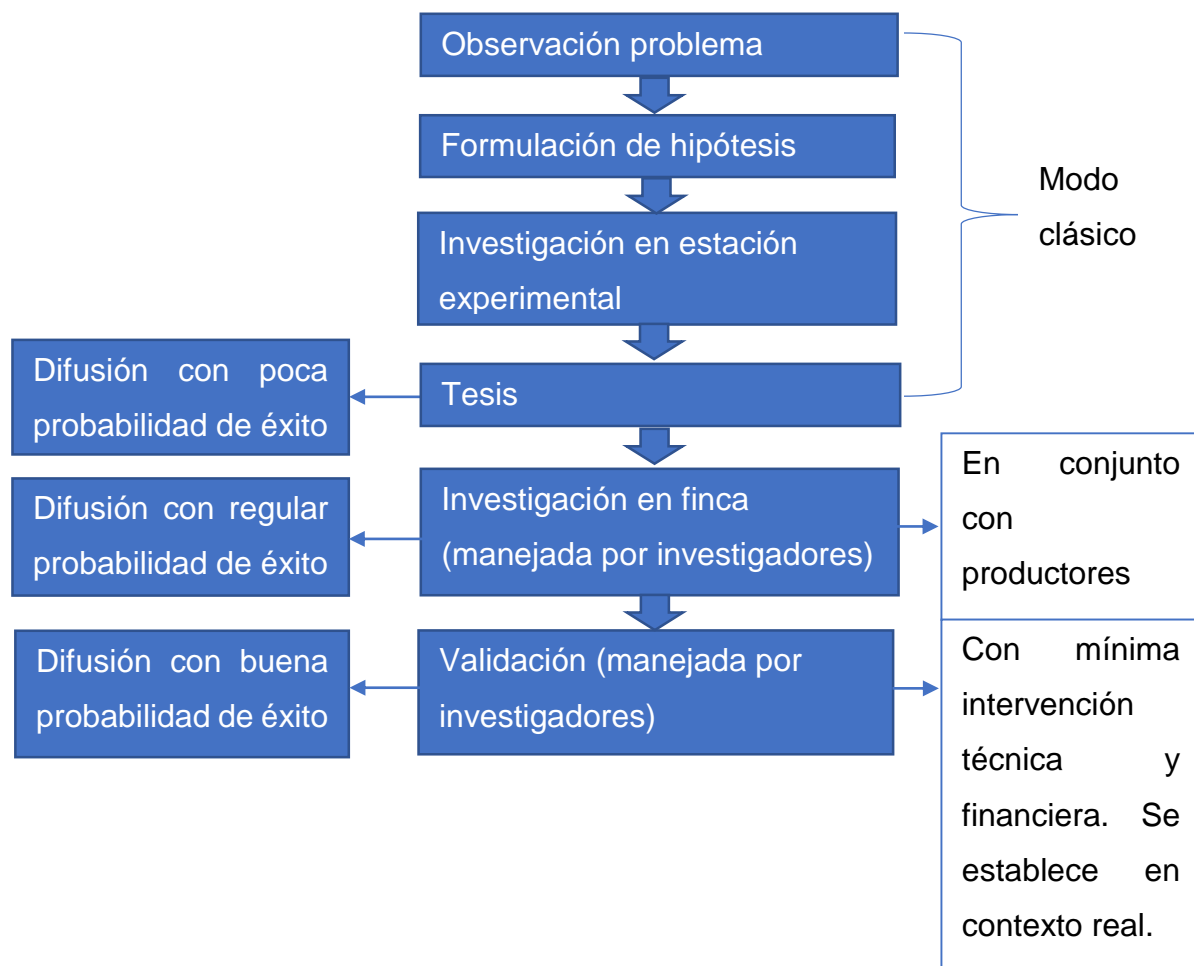 Observación problema
Formulación de hipótesis
Modo
clásico
Investigación en estación
experimental
Difusión con poca
probabilidad de éxito
Tesis
Difusión con regular
probabilidad de éxito
Investigación en finca
(manejada por investigadores)
En conjunto
con
productores
Difusión con buena
probabilidad de éxito
Validación (manejada por
investigadores)
Con mínima
intervención
técnica y
financiera. Se
establece en
contexto real.